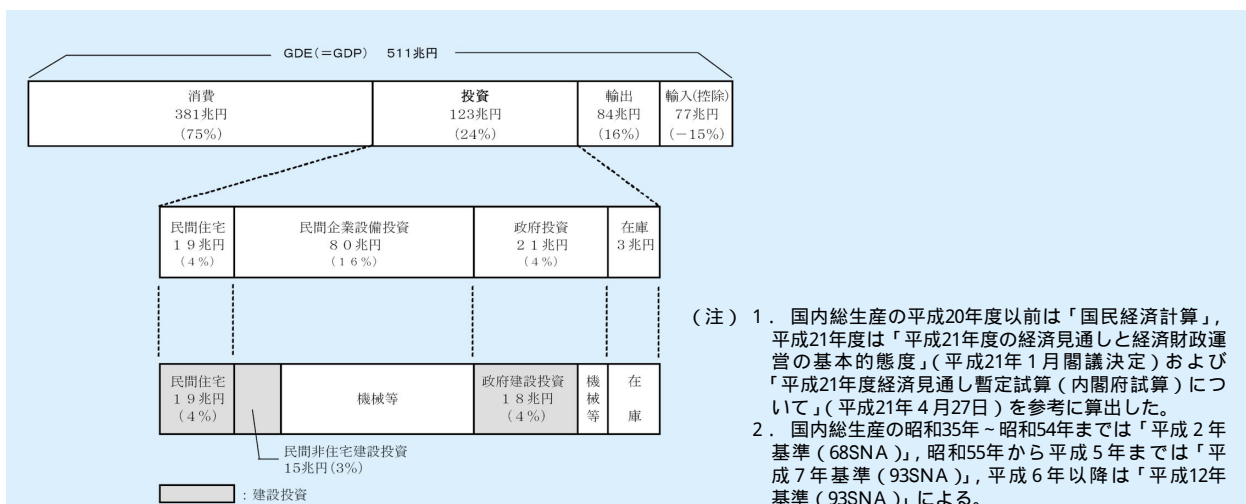 GDE(=GDP) 511兆円
消費
381兆円
(75%)
投資
123兆円
(24%)
輸出
84兆円
(16%)
輸入(控除)
77兆円
(-15%)
民間住宅
19兆円
(4%)
民間企業設備投資
80兆円
(16%)
政府投資
21兆円
(4%)
在庫
3兆円
民間住宅
19兆円
(4%)
機械等
政府建設投資
18兆円
(4%)
機械等
在庫
民間非住宅建設投資
15兆円(3%)
:建設投資
(注)1. 国内総生産の平成20年度以前は「国民経済計算」,
平成21年度は「平成21年度の経済見通しと経済財政運
営の基本的態度」(平成21年1月閣議決定)および
「平成21年度経済見通し暫定試算(内閣府試算)につ
いて」(平成21年4月27日)を参考に算出した。
2. 国内総生産の昭和35年~昭和54年までは「平成2年
基準(68SNA)」,昭和55年から平成5年までは「平
成7年基準(93SNA)」,平成6年以降は「平成12年
基準(93SNA)」による。